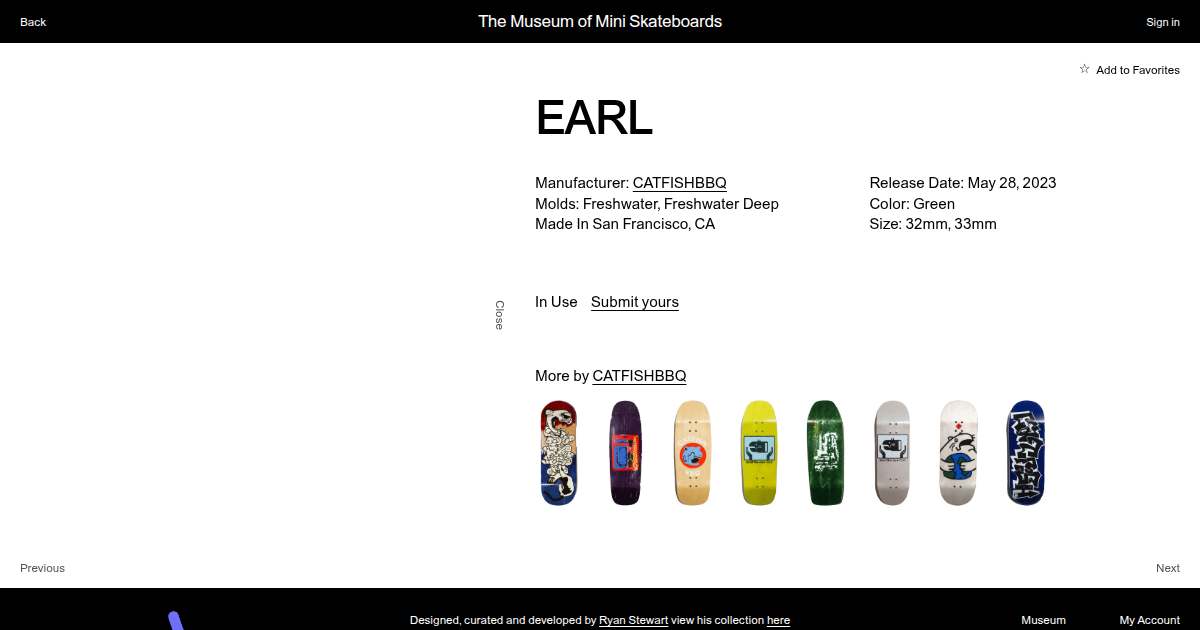 Back
The Museum of Mini Skateboards
Sign in
☆ Add to Favorites
EARL
Manufacturer: CATFISHBBQ
Molds: Freshwater, Freshwater Deep
Made In San Francisco, CA
Release Date: May 28, 2023
Color: Green
Size: 32mm, 33mm
Close
In Use Submit yours
More by CATFISHBBQ
Previous
Next
Designed, curated and developed by Ryan Stewart view his collection here
Museum
My Account